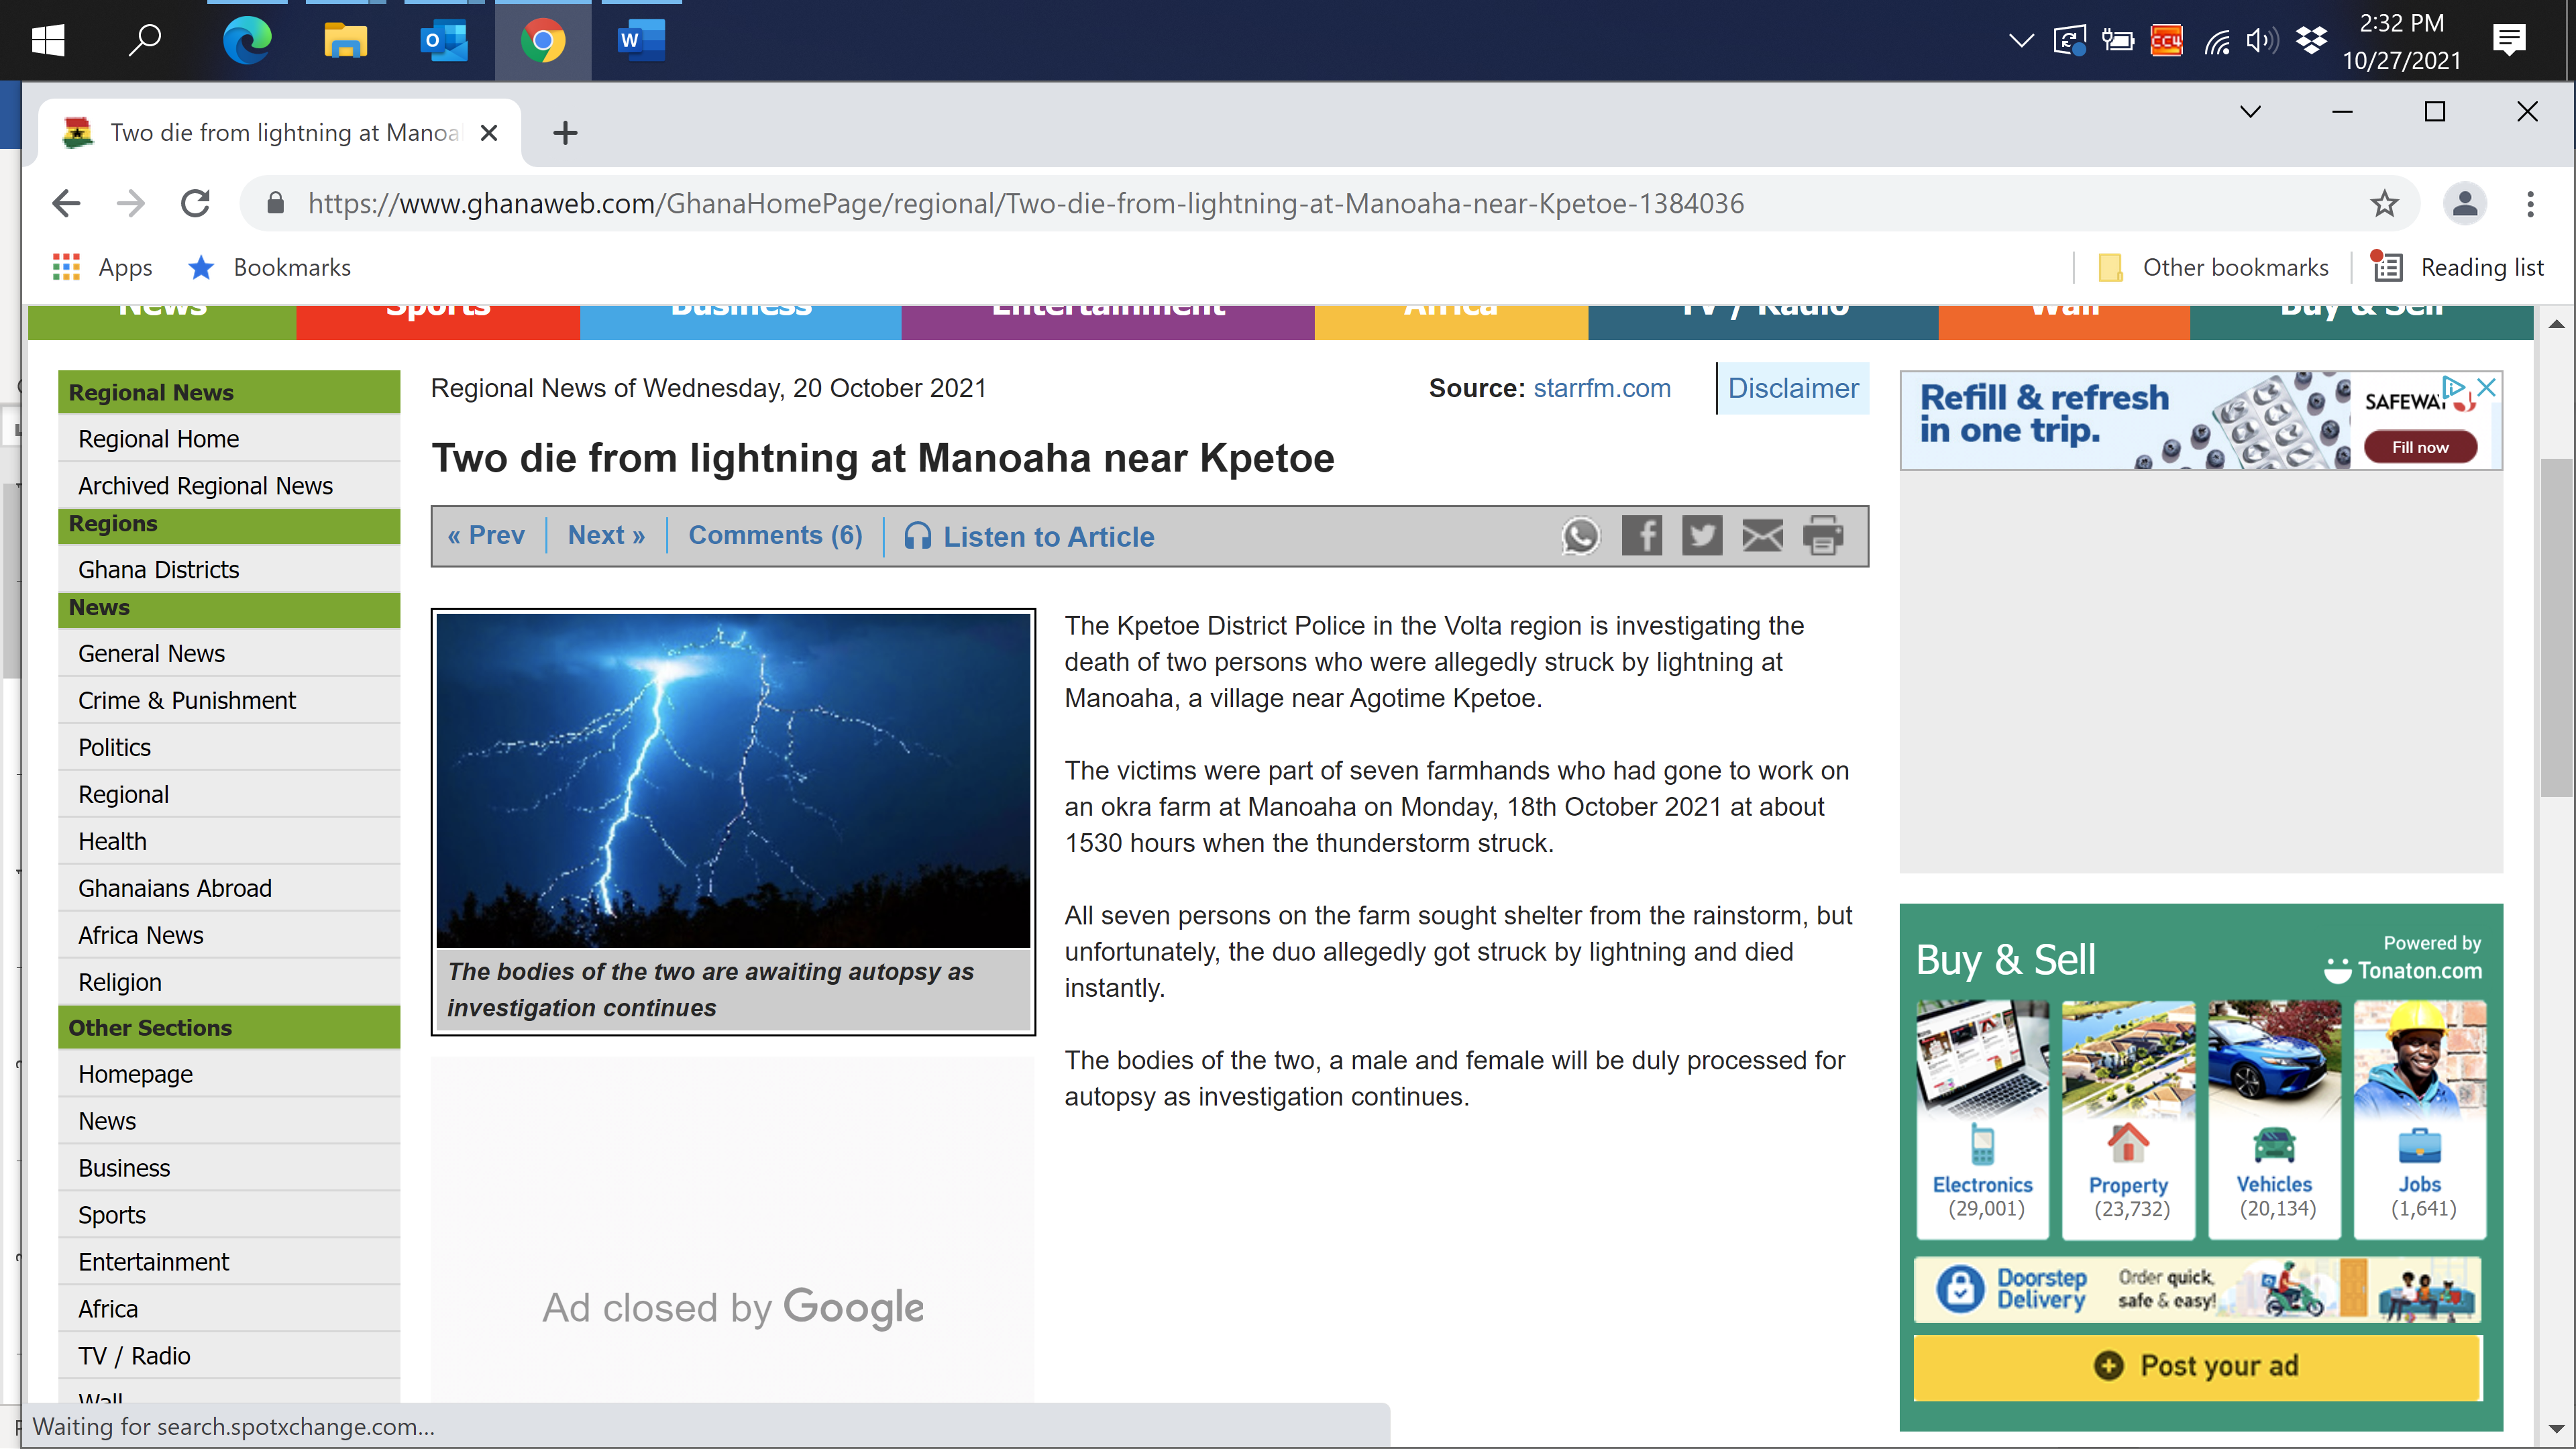 2:32 PM
10/27/2021
Two die from lightning at Manoa
https://www.ghanaweb.com/GhanaHomePage/regional/Two-die-from-lightning-at-Manoaha-near-Kpetoe-1384036
Apps
Bookmarks
Other bookmarks
Reading list
News
Sports
Business
Entertainment
Africa
TV / Radio
Wall
Buy & Sell
Regional News
Regional Home
Archived Regional News
Regions
Ghana Districts
News
General News
Crime & Punishment
Politics
Regional
Health
Ghanaians Abroad
Africa News
Religion
Other Sections
Homepage
News
Business
Sports
Entertainment
Africa
TV / Radio
Wall
Regional News of Wednesday, 20 October 2021
Source: starrfm.com
Disclaimer
Two die from lightning at Manoaha near Kpetoe
« Prev
Next »
Comments (6)
Listen to Article
The bodies of the two are awaiting autopsy as
investigation continues
Ad closed by Google
The Kpetoe District Police in the Volta region is investigating the
death of two persons who were allegedly struck by lightning at
Manoaha, a village near Agotime Kpetoe.
The victims were part of seven farmhands who had gone to work on
an okra farm at Manoaha on Monday, 18th October 2021 at about
1530 hours when the thunderstorm struck.
All seven persons on the farm sought shelter from the rainstorm, but
unfortunately, the duo allegedly got struck by lightning and died
instantly.
The bodies of the two, a male and female will be duly processed for
autopsy as investigation continues.
Refill & refresh
in one trip.
SAFEWAY
Fill now
Buy & Sell
Powered by
Tonaton.com
Electronics
(29,001)
Property
(23,732)
Vehicles
(20,134)
Jobs
(1,641)
Doorstep
Delivery
Order quick,
safe & easy!
Post your ad
Waiting for search.spotxchange.com...